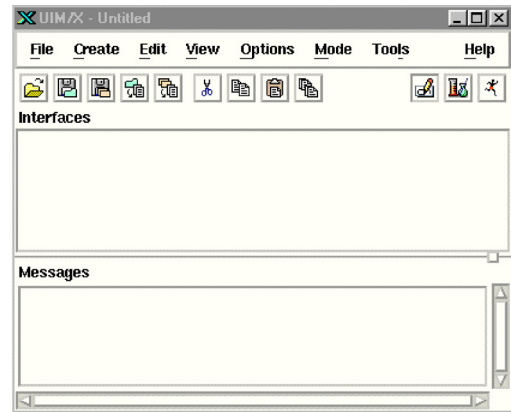 UIM/X - Untitled
File Create Edit View Options Mode Tools Help
Interfaces
Messages